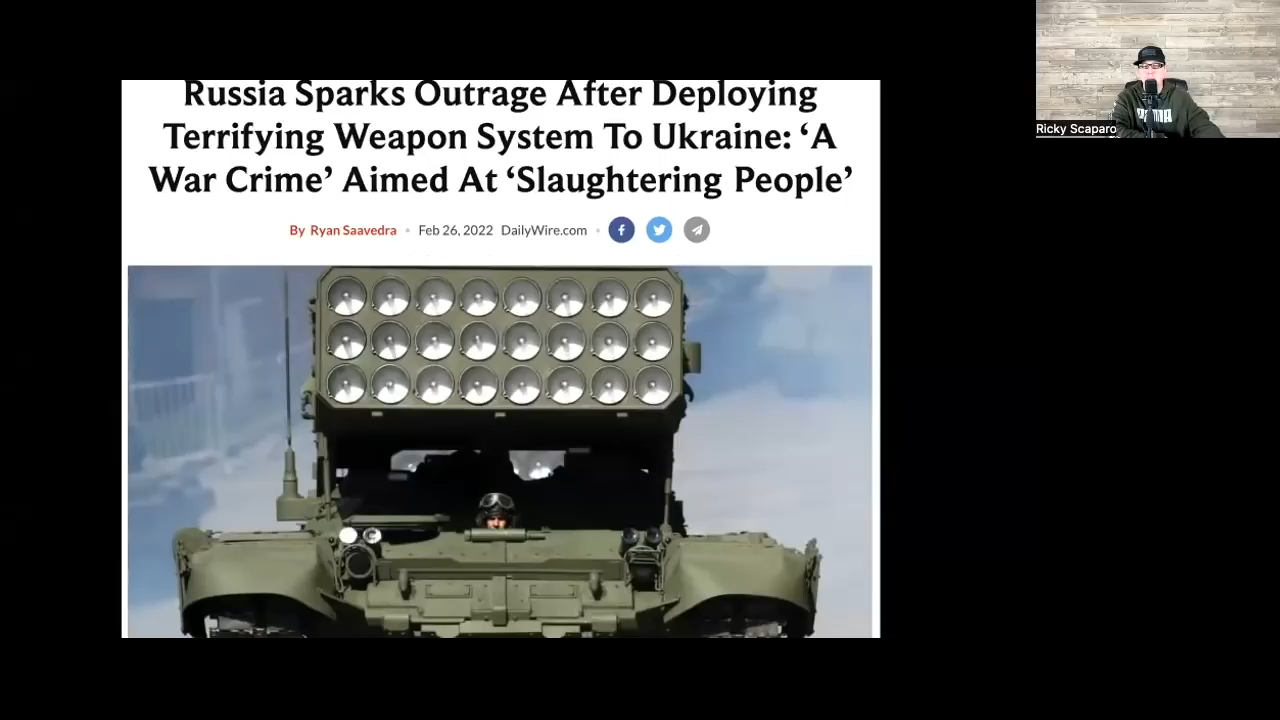 Russia Sparks Outrage After Deploying
Terrifying Weapon System To Ukraine: ‘A
War Crime’ Aimed At ‘Slaughtering People’
By Ryan Saavedra • Feb 26, 2022 DailyWire.com •
Ricky Scaparo